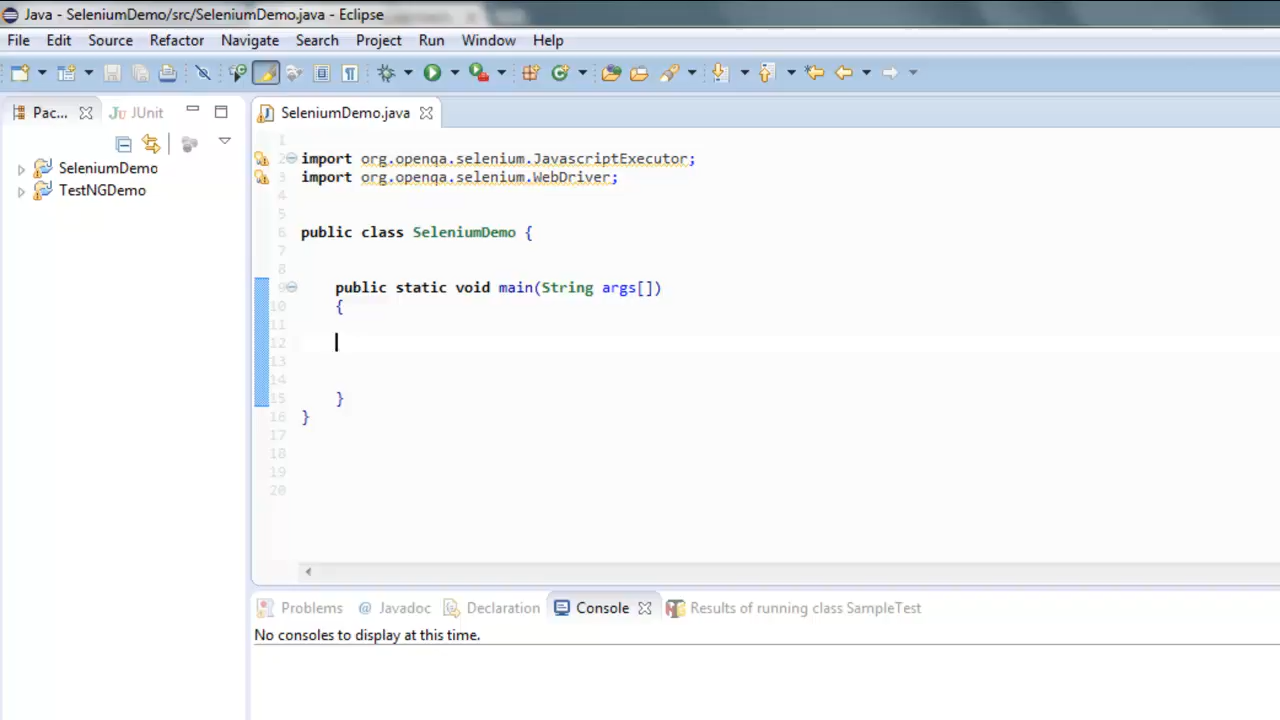 Java - SeleniumDemo/src/SeleniumDemo.java - Eclipse
File Edit Source Refactor Navigate Search Project Run Window Help
Pac... JUnit SeleniumDemo.java
SeleniumDemo
TestNGDemo
1
2 import org.openqa.selenium.JavascriptExecutor;
3 import org.openqa.selenium.WebDriver;
4
5
6 public class SeleniumDemo {
7
8
9 public static void main(String args[])
10 {
11
12
13
14
15 }
16 }
17
18
19
20
Problems @ Javadoc Declaration Console Results of running class SampleTest
No consoles to display at this time.